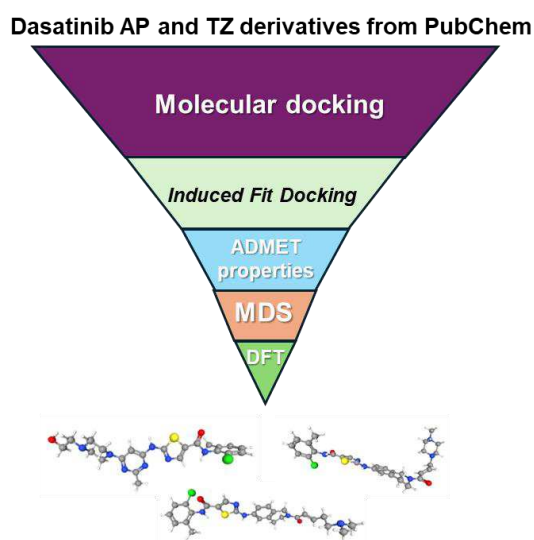 Dasatinib AP and TZ derivatives from PubChem
Molecular docking
Induced Fit Docking
ADMET
properties
MDS
DFT